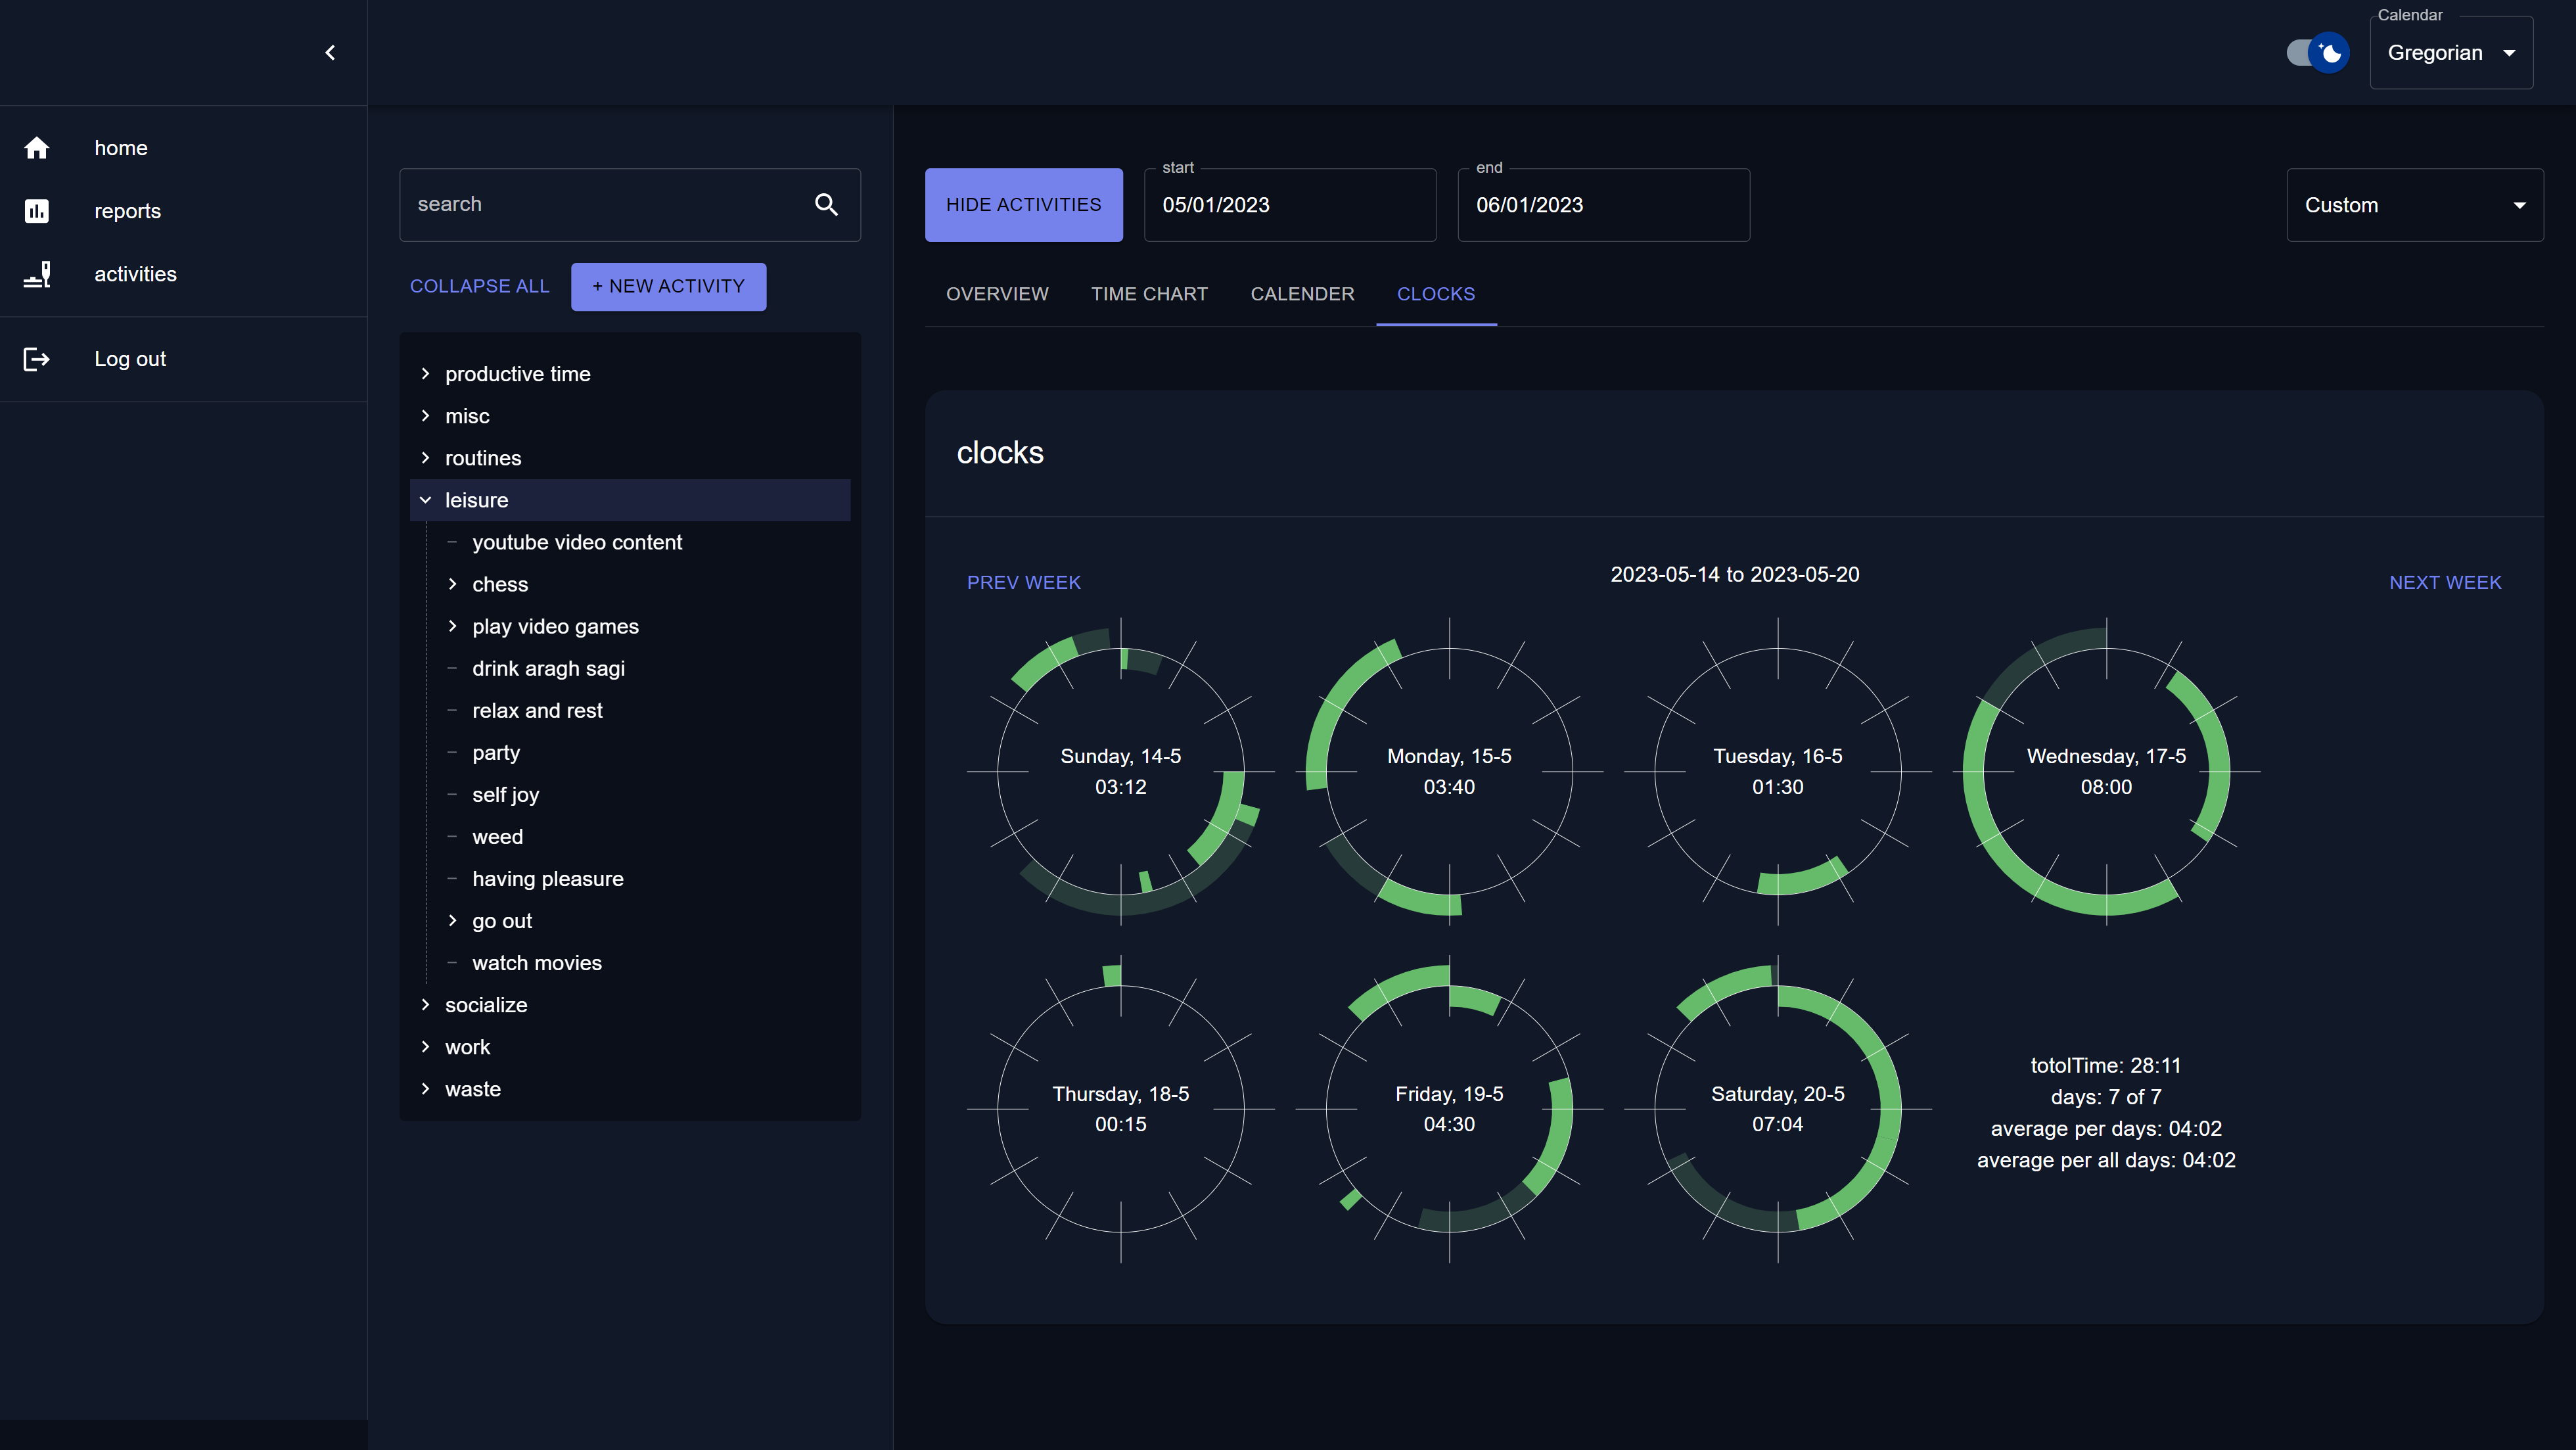 Calendar
Gregorian
home
reports
activities
Log out
search
COLLAPSE ALL
+ NEW ACTIVITY
productive time
misc
routines
leisure
youtube video content
chess
play video games
drink aragh sagi
relax and rest
party
self joy
weed
having pleasure
go out
watch movies
socialize
work
waste
HIDE ACTIVITIES
start
05/01/2023
end
06/01/2023
Custom
OVERVIEW
TIME CHART
CALENDER
CLOCKS
clocks
PREV WEEK
2023-05-14 to 2023-05-20
NEXT WEEK
Sunday, 14-5
03:12
Monday, 15-5
03:40
Tuesday, 16-5
01:30
Wednesday, 17-5
08:00
Thursday, 18-5
00:15
Friday, 19-5
04:30
Saturday, 20-5
07:04
totolTime: 28:11
days: 7 of 7
average per days: 04:02
average per all days: 04:02